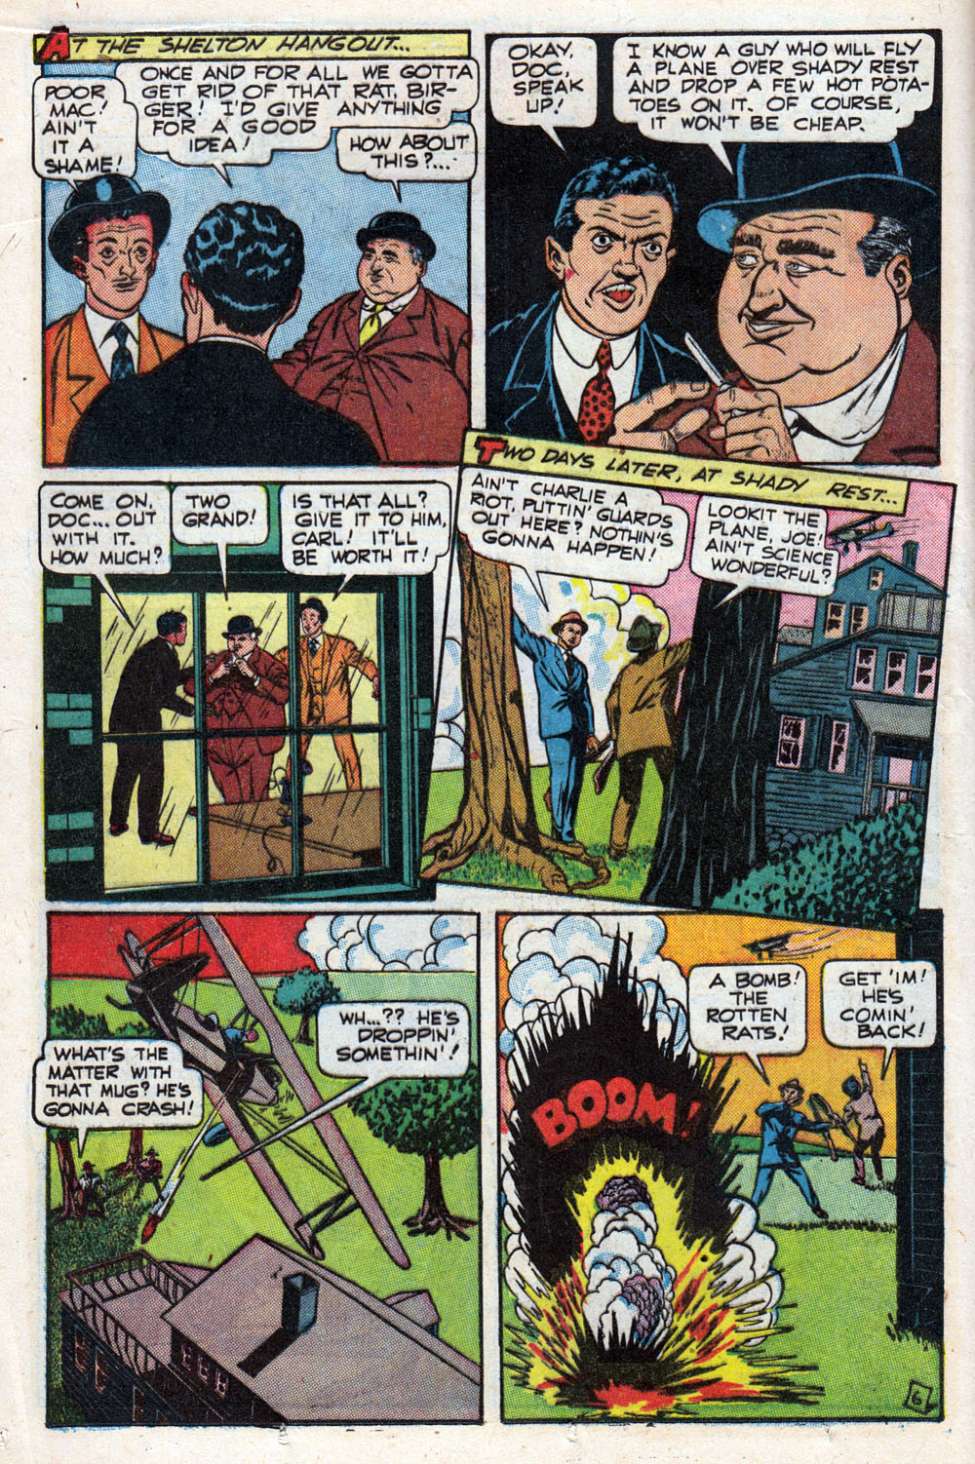 AT THE SHELTON HANGOUT...
POOR
MAC!
AIN'T
IT A
SHAME!
ONCE AND FOR ALL WE GOTTA
GET RID OF THAT RAT, BIR-
GER! I'D GIVE ANYTHING
FOR A GOOD
IDEA!
HOW ABOUT
THIS?...
OKAY,
DOC,
SPEAK
UP!
I KNOW A GUY WHO WILL FLY
A PLANE OVER SHADY REST
AND DROP A FEW HOT POTA-
TOES ON IT. OF COURSE,
IT WON'T BE CHEAP.
COME ON,
DOC... OUT
WITH IT.
HOW MUCH?
TWO
GRAND!
IS THAT ALL?
GIVE IT TO HIM,
CARL! IT'LL
BE WORTH IT!
TWO DAYS LATER, AT SHADY REST...
AIN'T CHARLIE A
RIOT, PUTTIN' GUARDS
OUT HERE? NOTHIN'S
GONNA HAPPEN!
LOOKIT THE
PLANE, JOE!
AIN'T SCIENCE
WONDERFUL?
WHAT'S THE
MATTER WITH
THAT MUG? HE'S
GONNA CRASH!
WH...?? HE'S
DROPPIN'
SOMETHIN'!
BOOM!
A BOMB!
THE
ROTTEN
RATS!
GET 'IM!
HE'S
COMIN'
BACK!
6